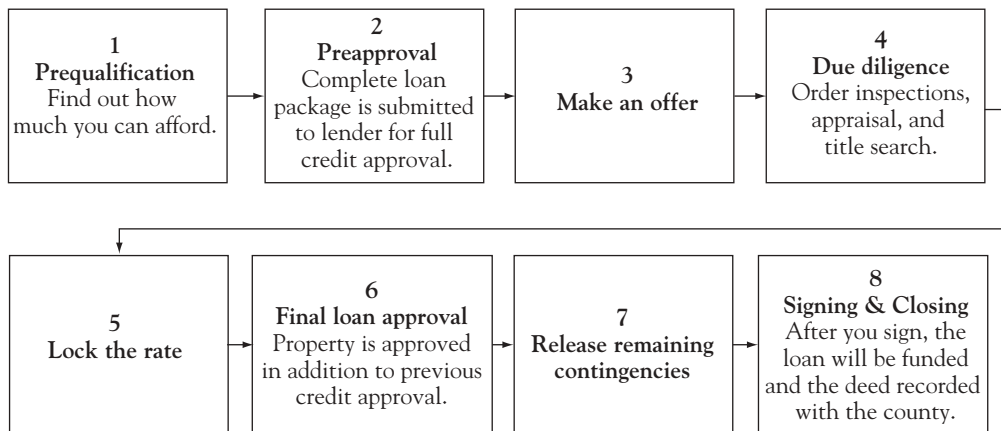 1
Prequalification
Find out how
much you can afford.
2
Preapproval
Complete loan
package is submitted
to lender for full
credit approval.
3
Make an offer
4
Due diligence
Order inspections,
appraisal, and
title search.
5
Lock the rate
6
Final loan approval
Property is approved
in addition to previous
credit approval.
7
Release remaining
contingencies
8
Signing & Closing
After you sign, the
loan will be funded
and the deed recorded
with the county.